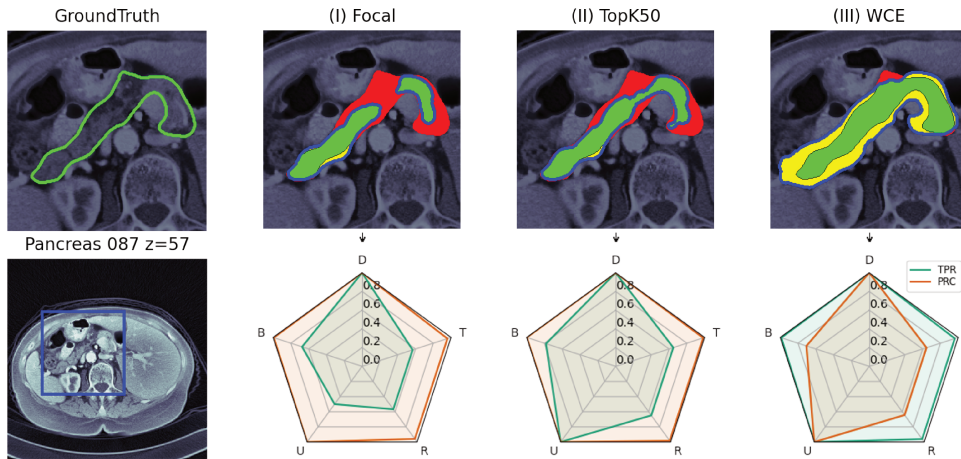 GroundTruth
(I) Focal
(II) TopK50
(III) WCE
Pancreas 087 z=57
D
0.8
0.6
0.4
0.2
0.0
B
T
U
R
D
0.8
0.6
0.4
0.2
0.0
B
T
U
R
TPR
PRC
D
0.8
0.6
0.4
0.2
0.0
B
T
U
R